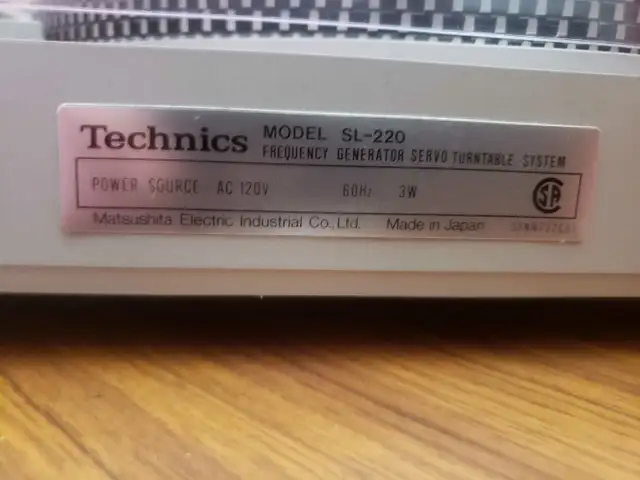 Technics MODEL SL-220
FREQUENCY GENERATOR SERVO TURNTABLE SYSTEM
POWER SOURCE AC 120V 60Hz 3W
Matsushita Electric Industrial Co., Ltd. Made in Japan